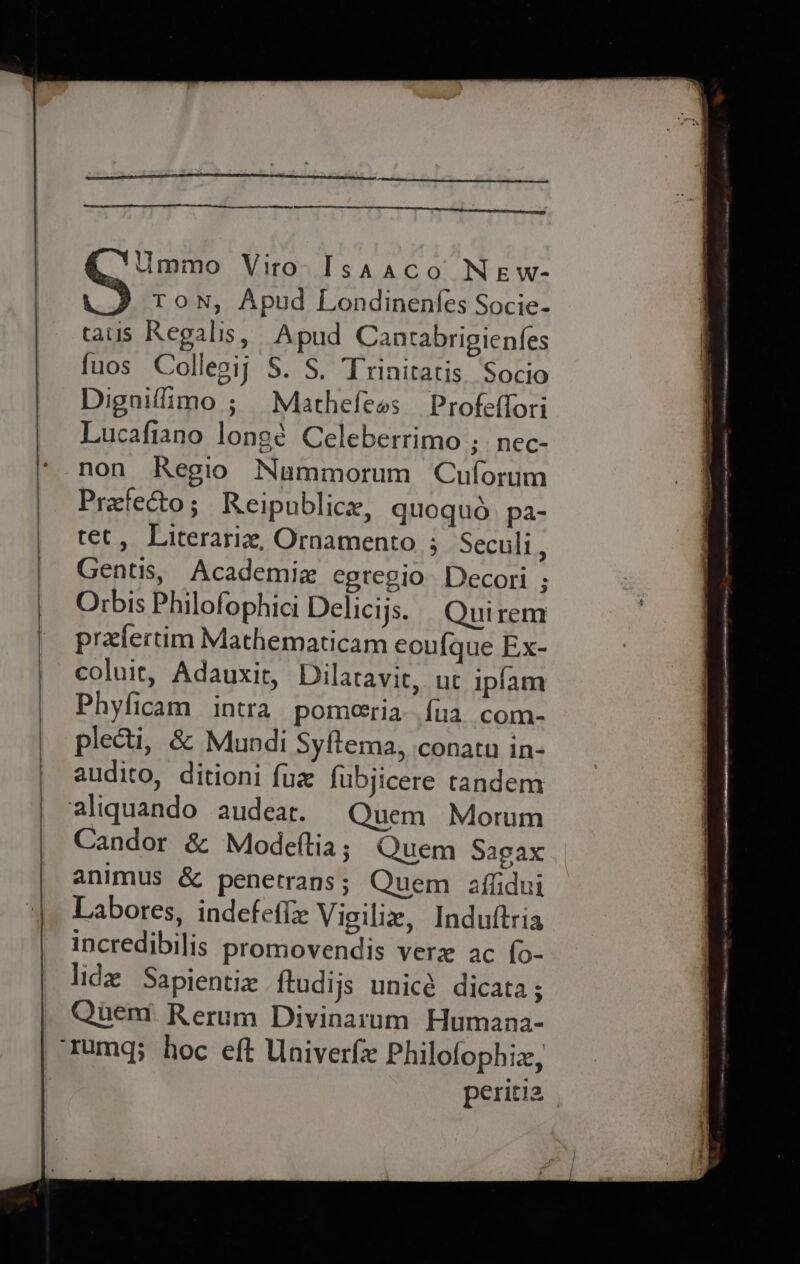 SUmmo Viro ISAACO NEW-
TON, Apud Londinenſes Socie-
tatis Regalis, Apud Cantabrigienſes
ſuos Collegij S. S. Trinitatis Socio
Digniſſimo ; Matheſeωs Profeſſori
Lucaſiano longè Celeberrimo ; nec-
non Regio Nummorum Cuſorum
Præfecto ; Reipublicæ, quoquò pa-
tet, Literariæ, Ornamento ; Seculi,
Gentis, Academiæ egregio Decori ;
Orbis Philoſophici Delicijs. Qui rem
præſertim Mathematicam eouſque Ex-
coluit, Adauxit, Dilatavit, ut ipſam
Phyſicam intra pomœria ſua com-
plecti, & Mundi Syſtema, conatu in-
audito, ditioni ſuæ ſubjicere tandem
aliquando audeat. Quem Morum
Candor & Modeſtia ; Quem Sagax
animus & penetrans ; Quem aſſidui
Labores, indefeſſæ Vigiliæ, Induſtria
incredibilis promovendis veræ ac ſo-
lidæ Sapientiæ ſtudijs unicè dicata ;
Quem Rerum Divinarum Humana-
rumq; hoc eſt Univerſæ Philoſophiæ,
peritia